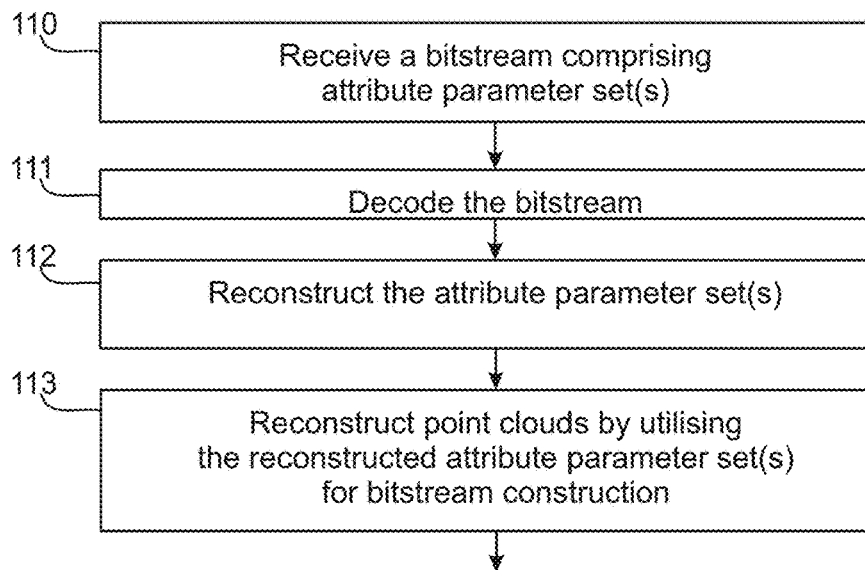 110
Receive a bitstream comprising
attribute parameter set(s)
111
Decode the bitstream
112
Reconstruct the attribute parameter set(s)
113
Reconstruct point clouds by utilising
the reconstructed attribute parameter set(s)
for bitstream construction